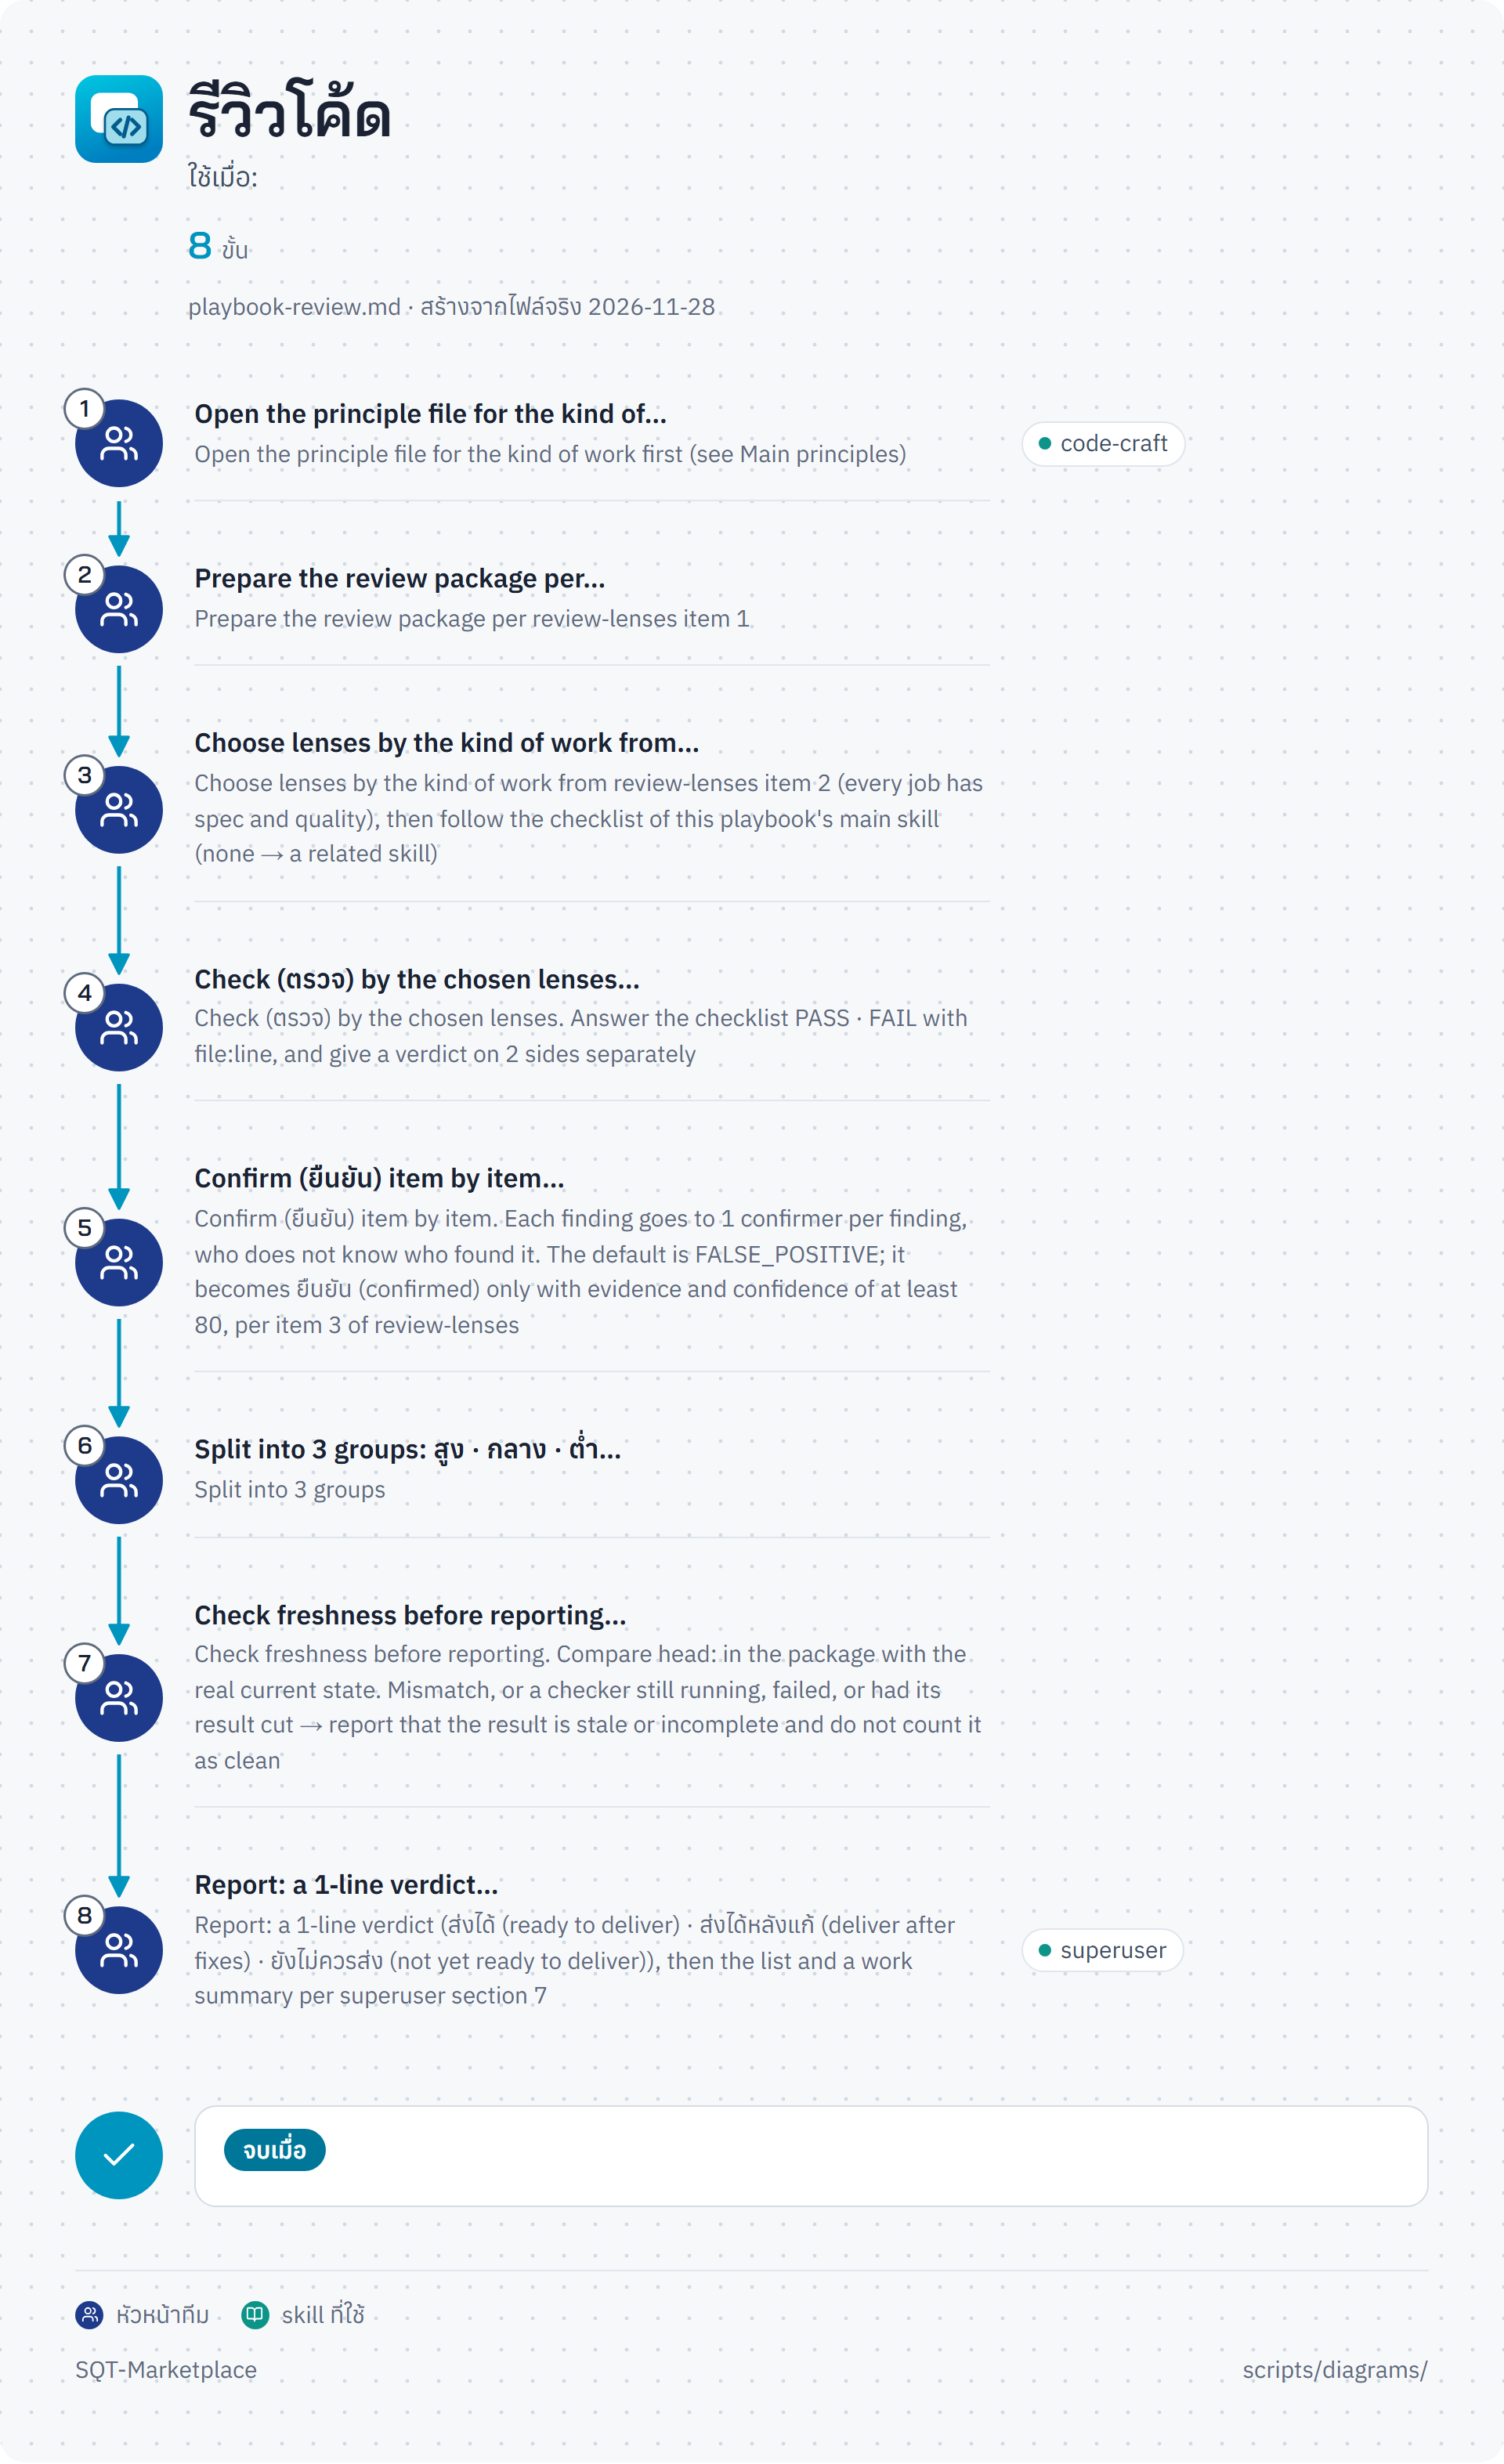 รีวิวโค้ด
ใช้เมื่อ:
8 ขั้น
playbook-review.md · สร้างจากไฟล์จริง 2026-11-28
1
Open the principle file for the kind of...
Open the principle file for the kind of work first (see Main principles)
code-craft
2
Prepare the review package per...
Prepare the review package per review-lenses item 1
3
Choose lenses by the kind of work from...
Choose lenses by the kind of work from review-lenses item 2 (every job has
spec and quality), then follow the checklist of this playbook's main skill
(none → a related skill)
4
Check (ตรวจ) by the chosen lenses...
Check (ตรวจ) by the chosen lenses. Answer the checklist PASS · FAIL with
file:line, and give a verdict on 2 sides separately
5
Confirm (ยืนยัน) item by item...
Confirm (ยืนยัน) item by item. Each finding goes to 1 confirmer per finding,
who does not know who found it. The default is FALSE_POSITIVE; it
becomes ยืนยัน (confirmed) only with evidence and confidence of at least
80, per item 3 of review-lenses
6
Split into 3 groups: สูง · กลาง · ต่ำ...
Split into 3 groups
7
Check freshness before reporting...
Check freshness before reporting. Compare head: in the package with the
real current state. Mismatch, or a checker still running, failed, or had its
result cut → report that the result is stale or incomplete and do not count it
as clean
8
Report: a 1-line verdict...
Report: a 1-line verdict (ส่งได้ (ready to deliver) · ส่งได้หลังแก้ (deliver after
fixes) · ยังไม่ควรส่ง (not yet ready to deliver)), then the list and a work
summary per superuser section 7
superuser
จบเมื่อ
หัวหน้าทีม
skill ที่ใช้
SQT-Marketplace
scripts/diagrams/